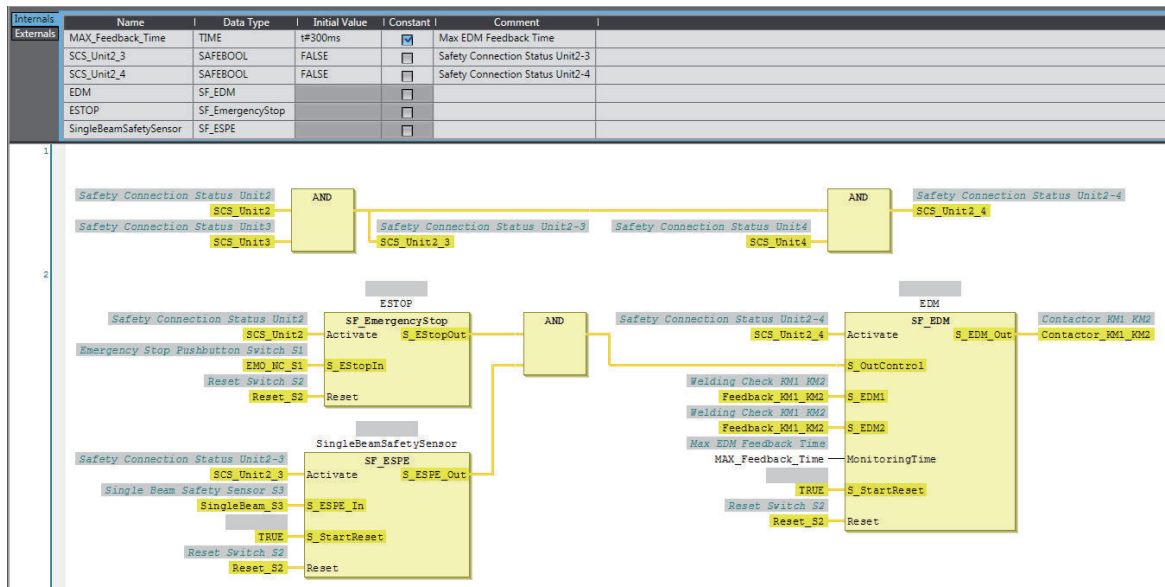 Internals
Externals
Name Data Type Initial Value Constant Comment
MAX_Feedback_Time TIME t#300ms Max EDM Feedback Time
SCS_Unit2_3 SAFEBOOL FALSE Safety Connection Status Unit2-3
SCS_Unit2_4 SAFEBOOL FALSE Safety Connection Status Unit2-4
EDM SF_EDM
ESTOP SF_EmergencyStop
SingleBeamSafetySensor SF_ESPE
1
Safety Connection Status Unit2 AND AND Safety Connection Status Unit2-4
SCS_Unit2 SCS_Unit2_4
Safety Connection Status Unit3 Safety Connection Status Unit2-3 Safety Connection Status Unit4
SCS_Unit3 SCS_Unit2_3 SCS_Unit4
2
ESTOP EDM
Safety Connection Status Unit2 SF_EmergencyStop AND Safety Connection Status Unit2-4 SF_EDM Contactor KM1 KM2
SCS_Unit2 Activate S_EStopOut SCS_Unit2_4 Activate S_EDM_Out Contactor_KM1_KM2
Emergency Stop Pushbutton Switch S1
EMO_NC_S1 S_EStopIn S_OutControl
Reset Switch S2 Welding Check KM1 KM2
Reset_S2 Reset Feedback_KM1_KM2 S_EDM1
Welding Check KM1 KM2
Feedback_KM1_KM2 S_EDM2
SingleBeamSafetySensor Max EDM Feedback Time
Safety Connection Status Unit2-3 SF_ESPE MAX_Feedback_Time MonitoringTime
SCS_Unit2_3 Activate S_ESPE_Out
Single Beam Safety Sensor S3 TRUE S_StartReset
SingleBeam_S3 S_ESPE_In Reset Switch S2
Reset_S2 Reset
TRUE S_StartReset
Reset Switch S2
Reset_S2 Reset